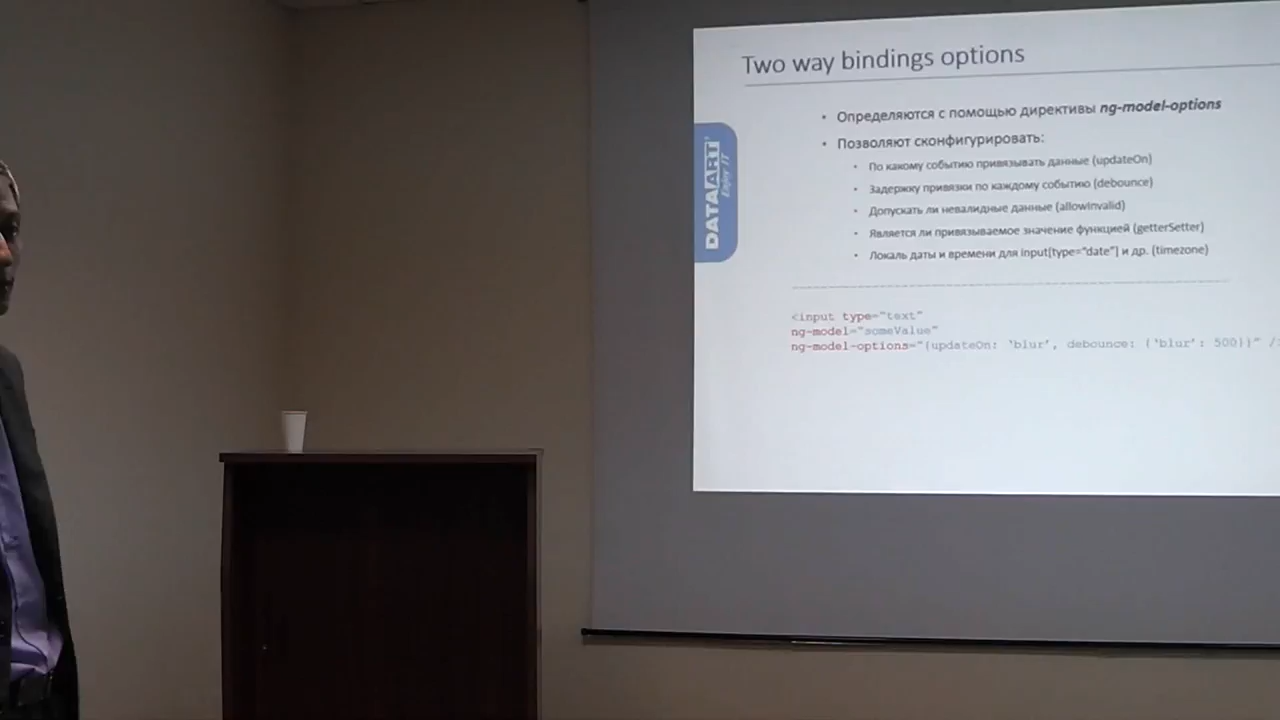 Two way bindings options
• Определяются с помощью директивы ng-model-options
• Позволяют сконфигурировать:
• По какому событию привязывать данные (updateOn)
• Задержку привязки по каждому событию (debounce)
• Допускать ли невалидные данные (allowInvalid)
• Является ли привязываемое значение функцией (getterSetter)
• Локаль даты и времени для input[type="date"] и др. (timezone)
<input type="text"
ng-model="someValue"
ng-model-options="{updateOn: 'blur', debounce: {'blur': 500}}" />
DATAART
Enjoy IT